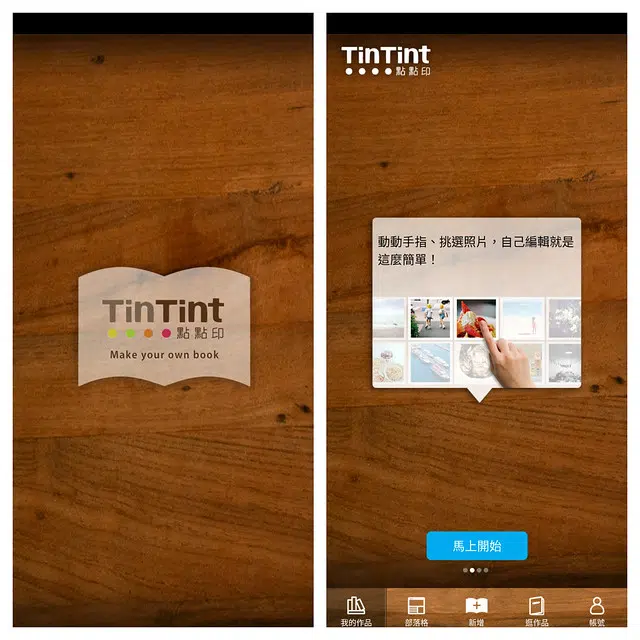 TinTint
點點印
Make your own book
TinTint
點點印
動動手指、挑選照片，自己編輯就是
這麼簡單！
馬上開始
我的作品
部落格
新增
逛作品
帳號